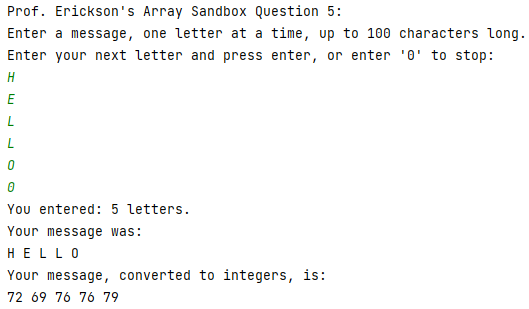 Prof. Erickson's Array Sandbox Question 5:
Enter a message, one letter at a time, up to 100 characters long.
Enter your next letter and press enter, or enter '0' to stop:
H
E
L
L
O
0
You entered: 5 letters.
Your message was:
H E L L O
Your message, converted to integers, is:
72 69 76 76 79